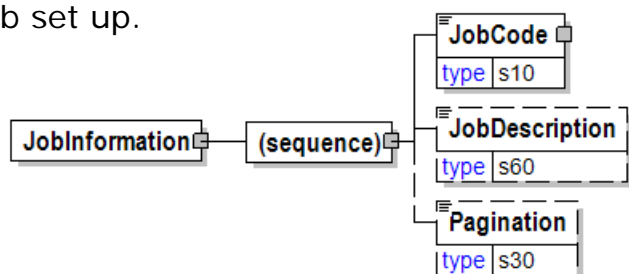 b set up.
JobCode
type s10
JobInformation
(sequence)
JobDescription
type s60
Pagination
type s30